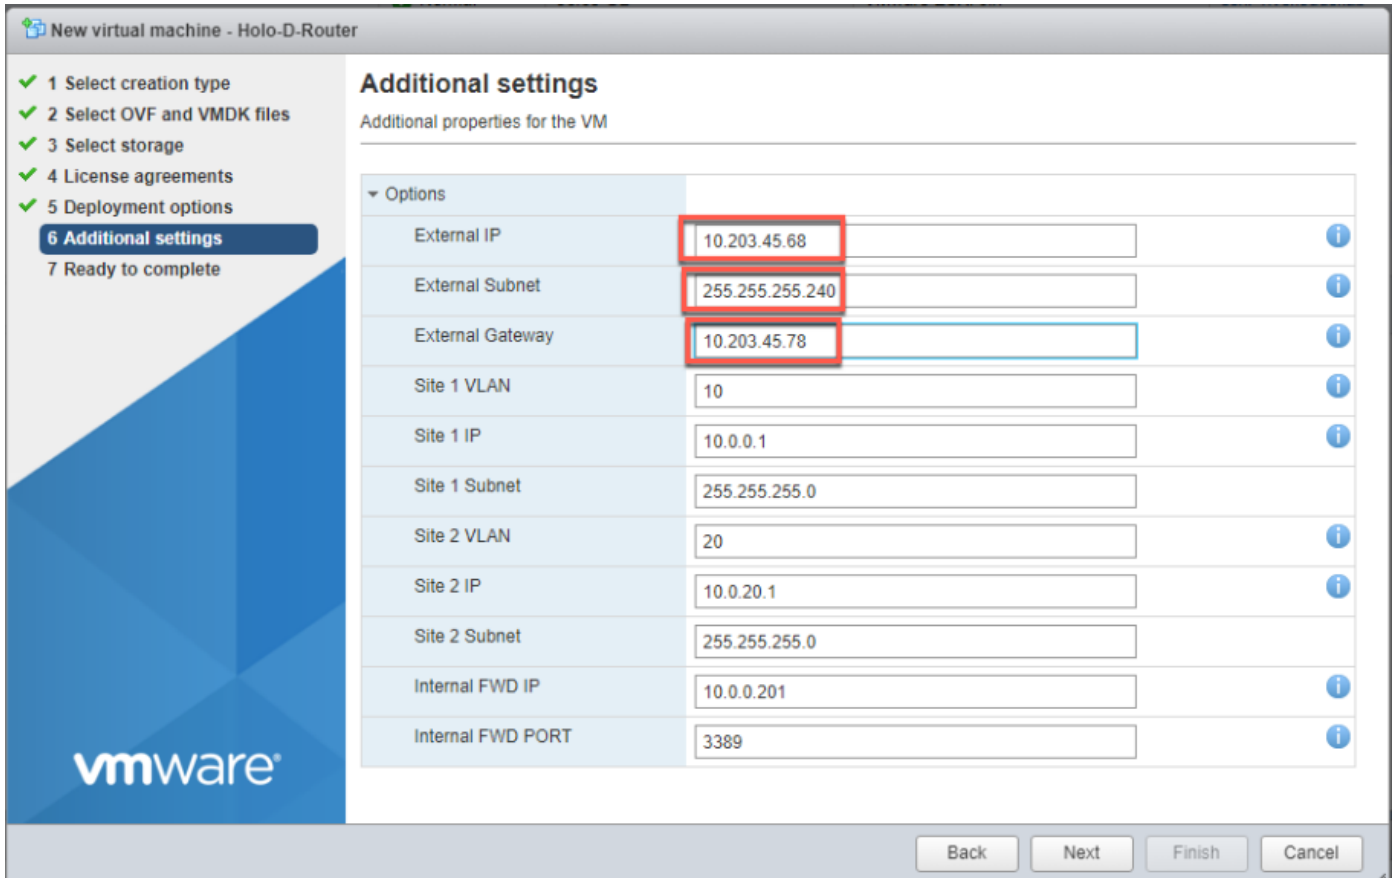 New virtual machine - Holo-D-Router
1 Select creation type
2 Select OVF and VMDK files
3 Select storage
4 License agreements
5 Deployment options
6 Additional settings
7 Ready to complete
vmware®
Additional settings
Additional properties for the VM
Options
External IP 10.203.45.68
External Subnet 255.255.255.240
External Gateway 10.203.45.78
Site 1 VLAN 10
Site 1 IP 10.0.0.1
Site 1 Subnet 255.255.255.0
Site 2 VLAN 20
Site 2 IP 10.0.20.1
Site 2 Subnet 255.255.255.0
Internal FWD IP 10.0.0.201
Internal FWD PORT 3389
Back Next Finish Cancel